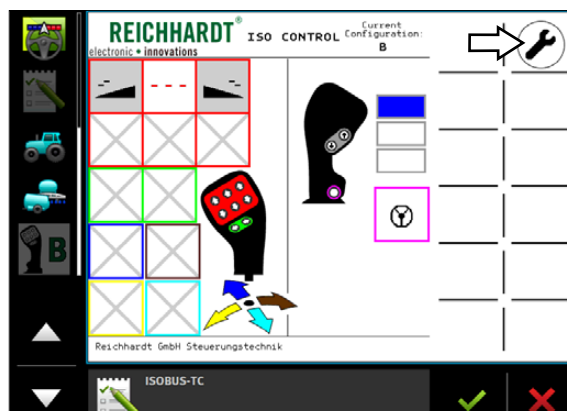 REICHHARDT®
electronic • innovations
ISO CONTROL
Current
Configuration:
B
- - -
B
Reichhardt GmbH Steuerungstechnik
ISOBUS-TC